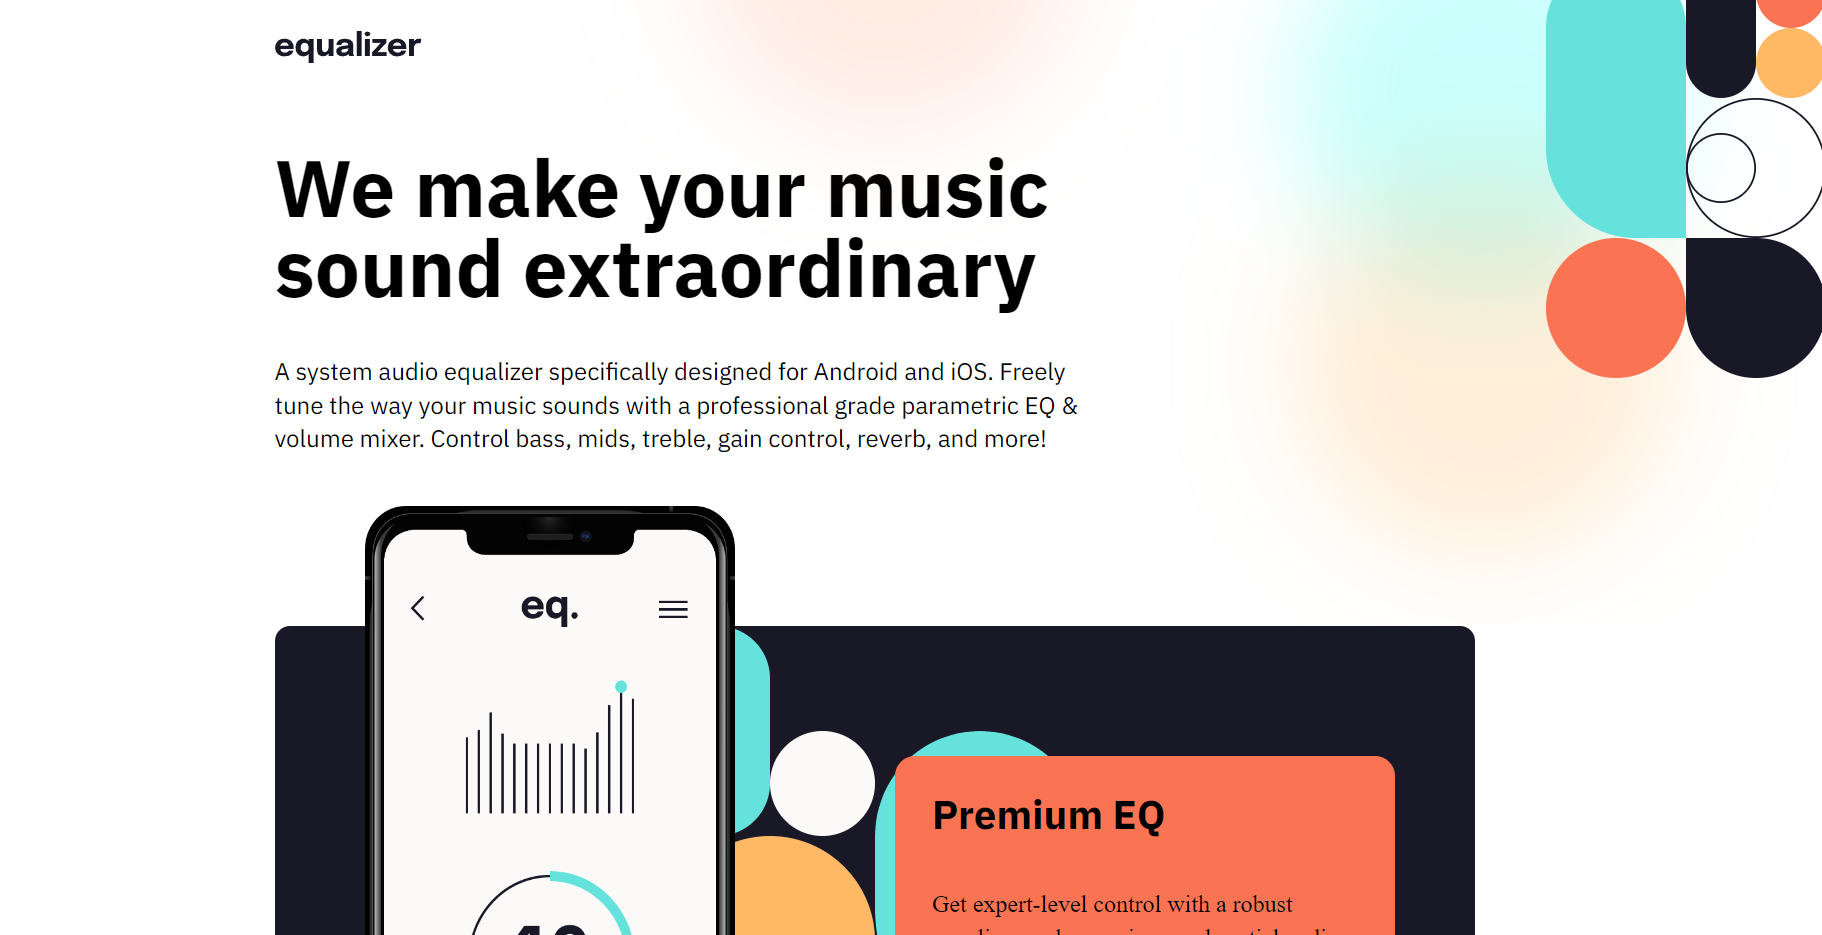 equalizer
We make your music
sound extraordinary
A system audio equalizer specifically designed for Android and iOS. Freely
tune the way your music sounds with a professional grade parametric EQ &
volume mixer. Control bass, mids, treble, gain control, reverb, and more!
eq.
Premium EQ
Get expert-level control with a robust